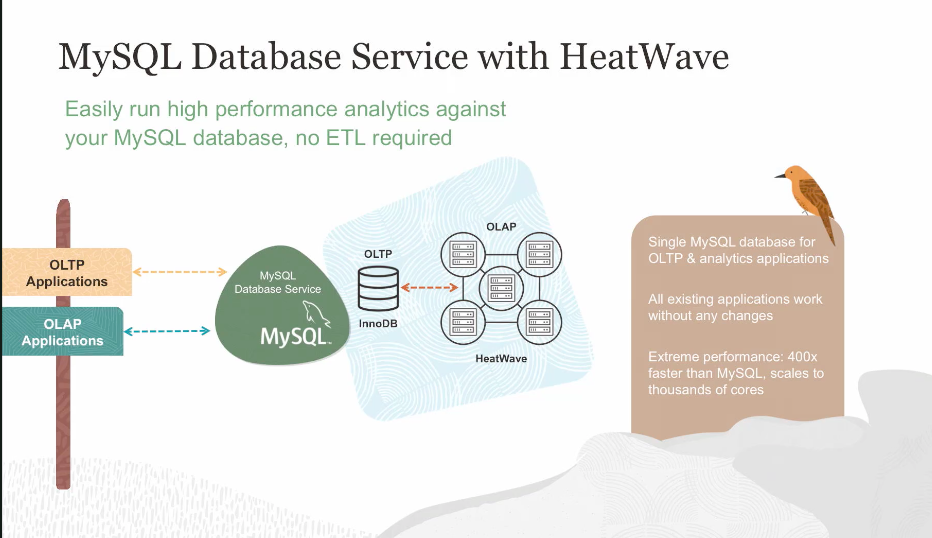 MySQL Database Service with HeatWave
Easily run high performance analytics against
your MySQL database, no ETL required
OLTP
Applications
OLAP
Applications
MySQL
Database Service
MySQL™
OLTP
InnoDB
OLAP
HeatWave
Single MySQL database for
OLTP & analytics applications
All existing applications work
without any changes
Extreme performance: 400x
faster than MySQL, scales to
thousands of cores